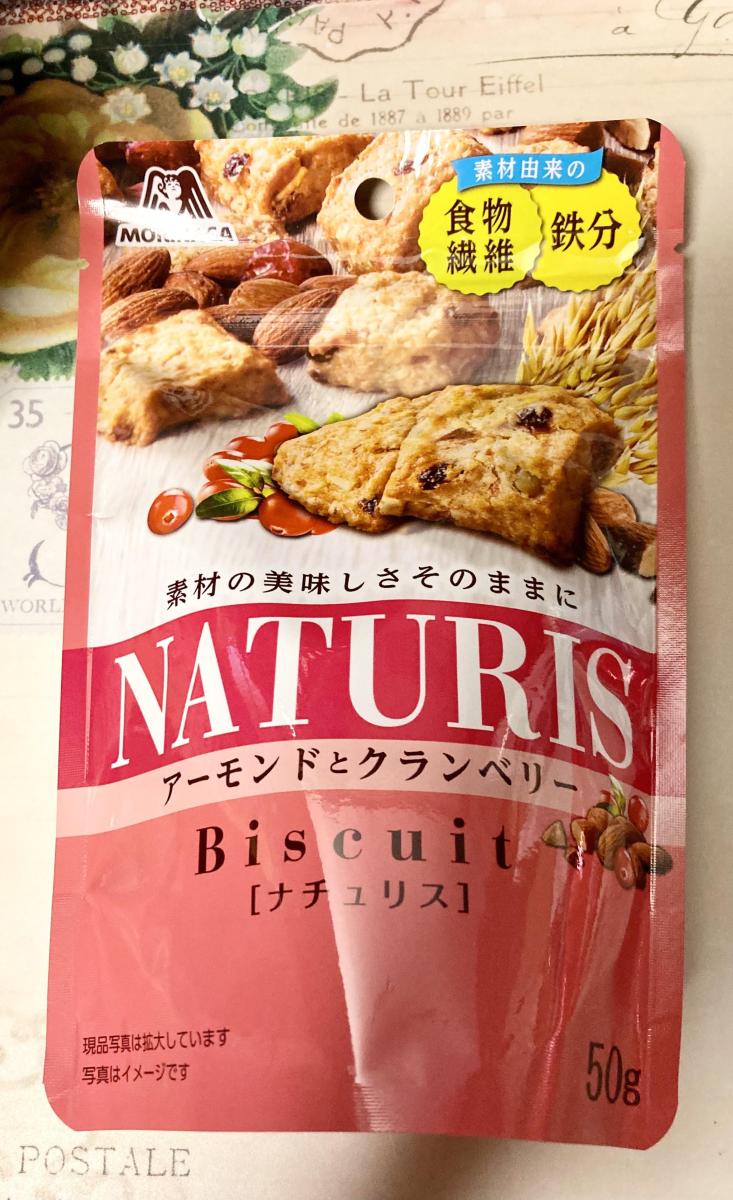 La Tour Eiffel
de 1887 à 1889 par
MORINAGA
素材由来の
食物
繊維
鉄分
35
素材の美味しさそのままに
NATURIS
アーモンドとクランベリー
Biscuit
[ナチュリス]
現品写真は拡大しています
写真はイメージです
50g
POSTALE